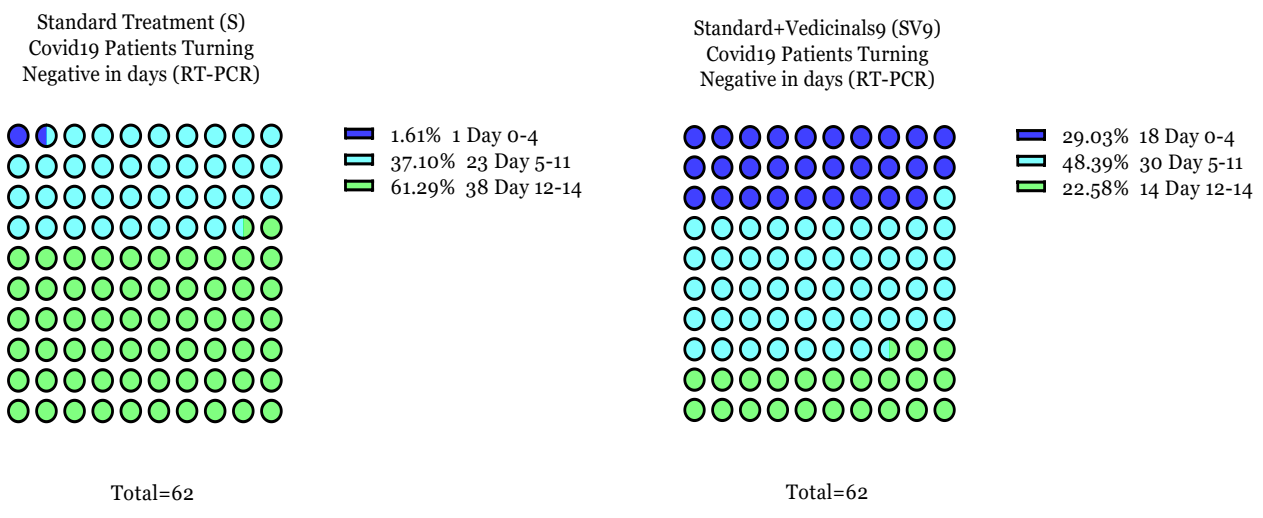 Standard Treatment (S)
Covid19 Patients Turning
Negative in days (RT-PCR)
1.61% 1 Day 0-4
37.10% 23 Day 5-11
61.29% 38 Day 12-14
Total=62
Standard+Vedicinals9 (SV9)
Covid19 Patients Turning
Negative in days (RT-PCR)
29.03% 18 Day 0-4
48.39% 30 Day 5-11
22.58% 14 Day 12-14
Total=62